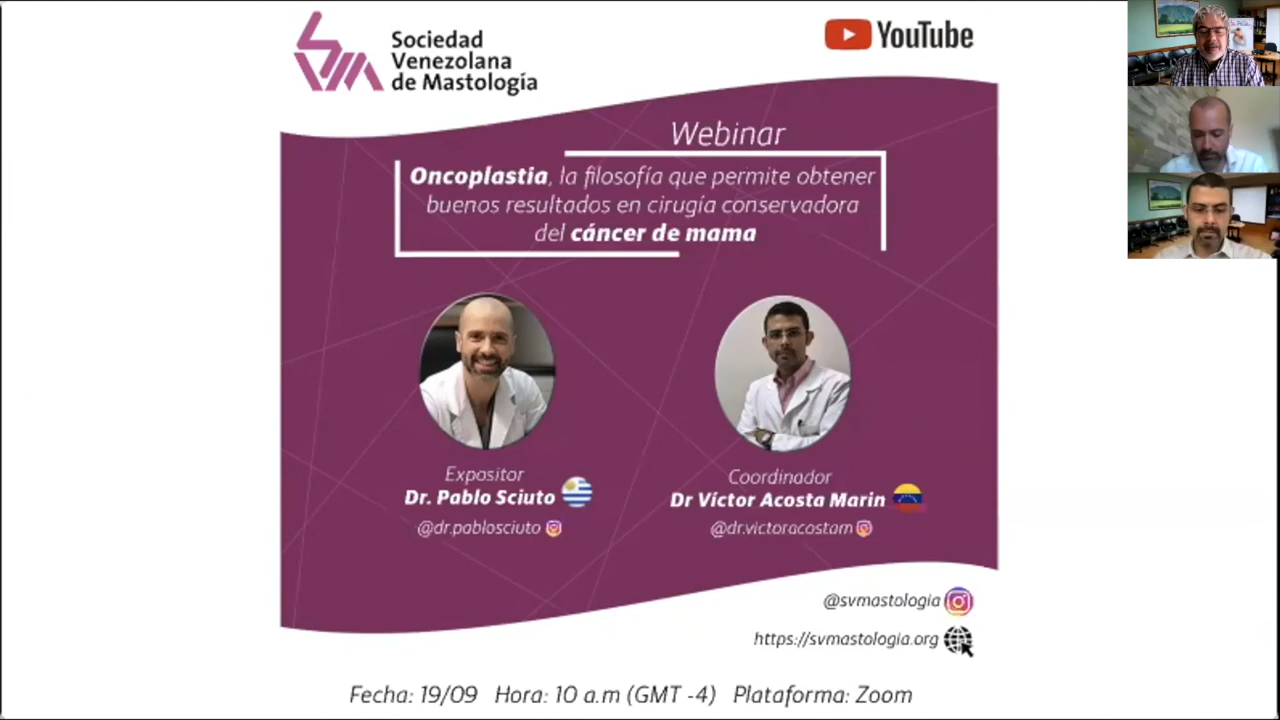 Sociedad
Venezolana
de Mastología
YouTube
Webinar
Oncoplastia, la filosofía que permite obtener
buenos resultados en cirugía conservadora
del cáncer de mama
Expositor
Dr. Pablo Sciuto
@dr.pablosciuto
Coordinador
Dr Víctor Acosta Marín
@dr.victoracostam
@svmastologia
https://svmastologia.org
Fecha: 19/09 Hora: 10 a.m (GMT -4) Plataforma: Zoom